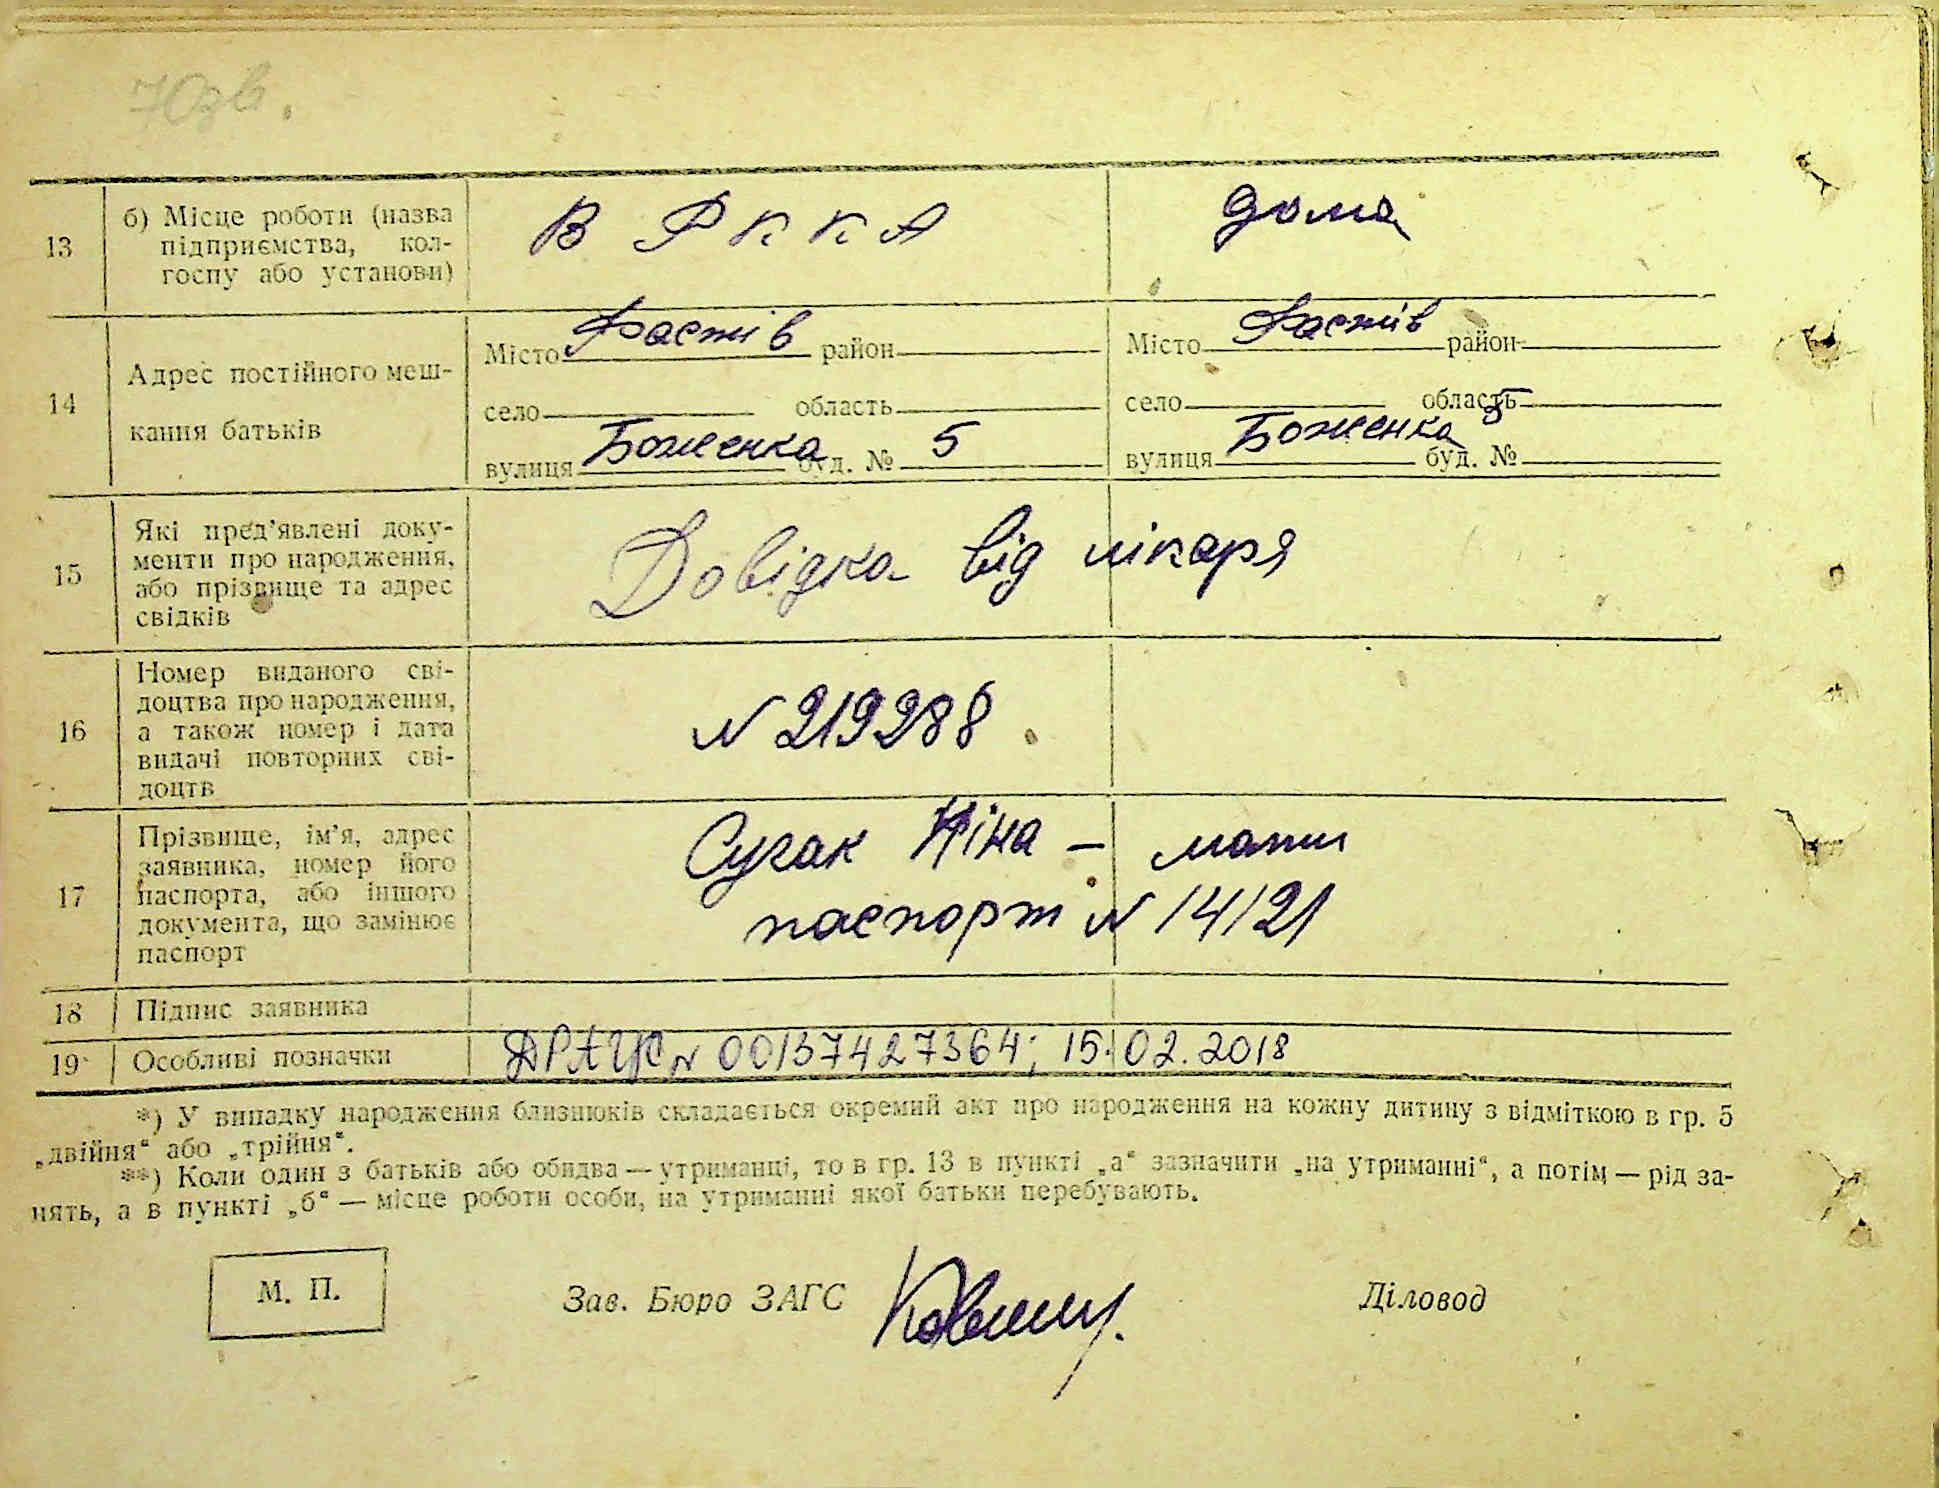 70зв.
13 б) Місце роботи (назва підприємства, кол-
госпу або установи)
В РККА
дома
14 Адрес постійного меш-
кання батьків
Місто Фастів район
село область
вулиця Боженка буд. № 5
Місто Фастів район
село область
вулиця Боженка буд. № 5
15 Які пред'явлені доку-
менти про народження,
або прізвище та адрес
свідків
Довідка від лікаря
16 Номер виданого сві-
доцтва про народження,
а також номер і дата
видачі повторних сві-
доцтв
N 219288
17 Прізвище, ім'я, адрес
заявника, номер його
паспорта, або іншого
документа, що замінює
паспорт
Сугак Ніна – мати
паспорт N 14121
18 Підпис заявника
19 Особливі позначки
ДРАЦС N 00137427364; 15.02.2018
*) У випадку народження близнюків складається окремий акт про народження на кожну дитину з відміткою в гр. 5
„двійня“ або „трійня“.
**) Коли один з батьків або обидва — утриманці, то в гр. 13 в пункті „а“ зазначити „на утриманні“, а потім — рід за-
нять, а в пункті „б“ — місце роботи особи, на утриманні якої батьки перебувають.
М. П.
Зав. Бюро ЗАГС
Діловод